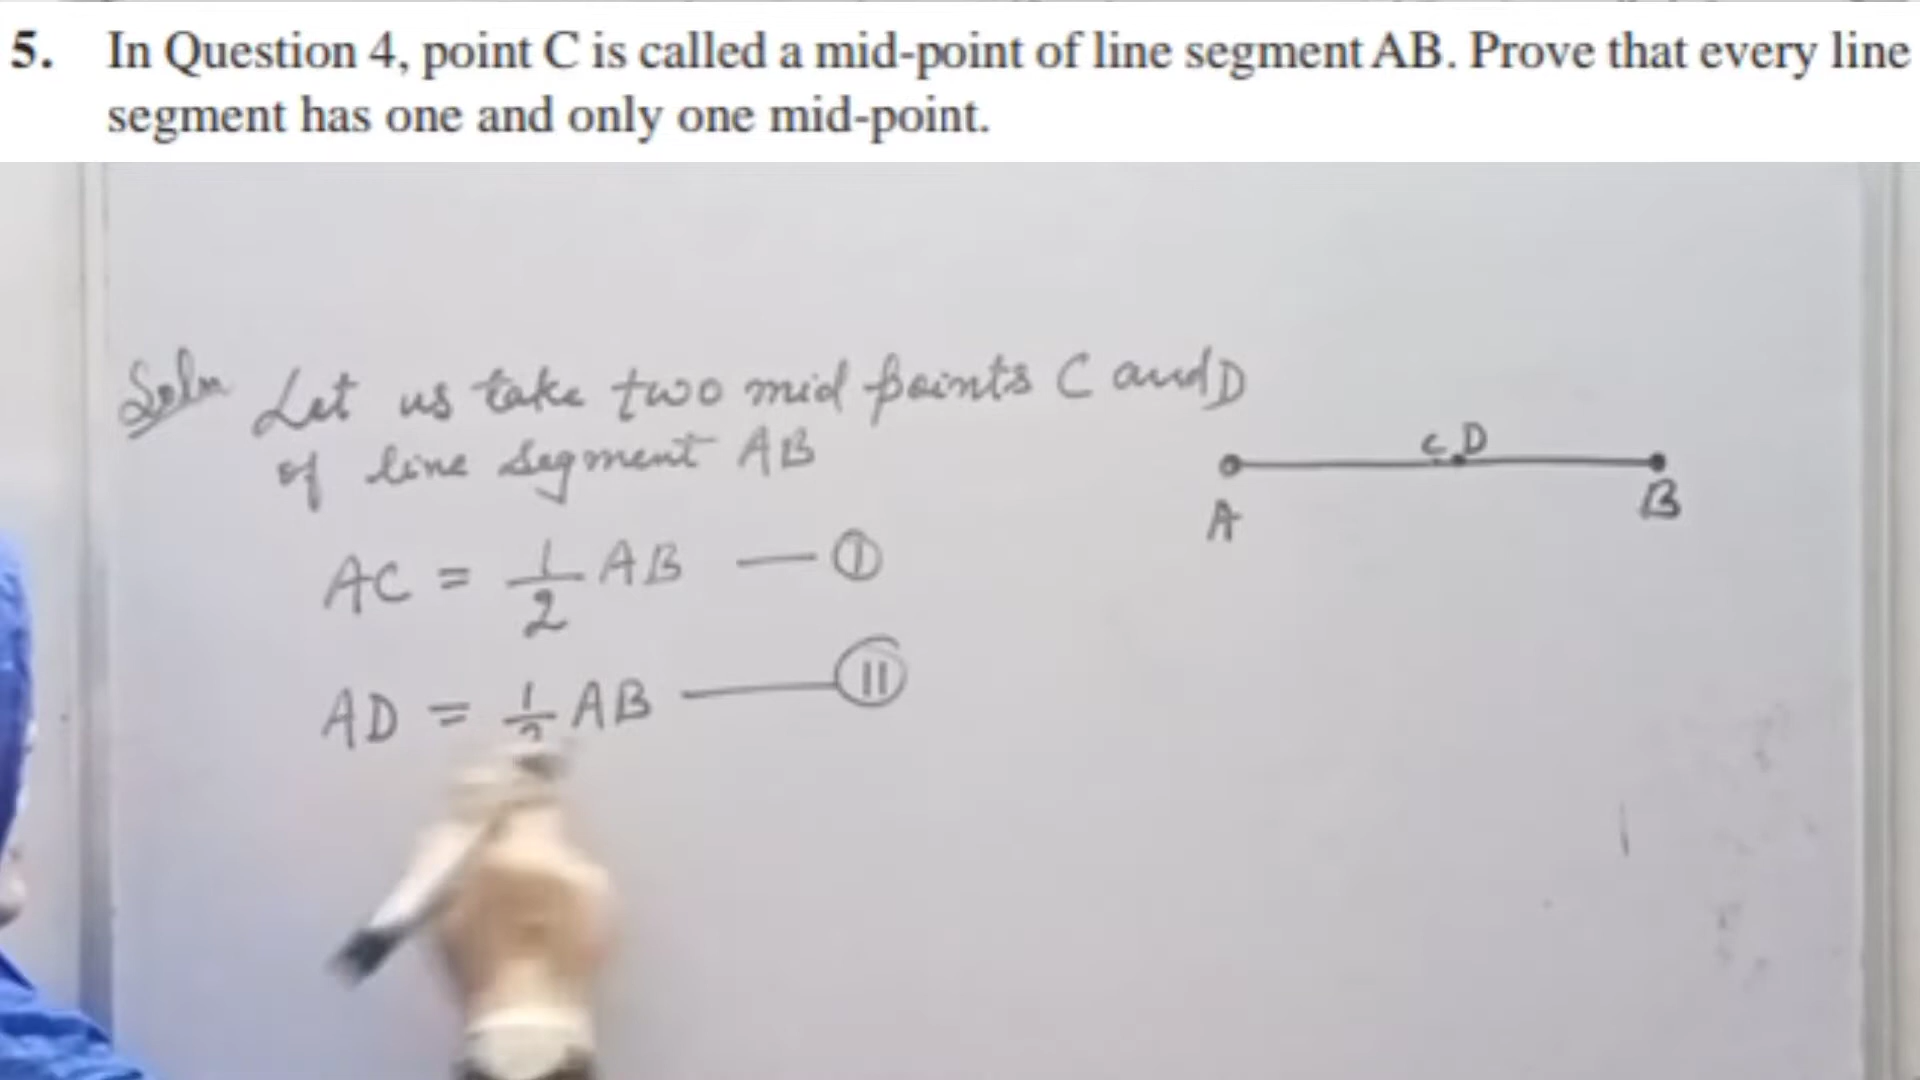 5. In Question 4, point C is called a mid-point of line segment AB. Prove that every line
segment has one and only one mid-point.
Soln Let us take two mid points C and D
of line segment AB
C D
A B
AC = 1/2 AB — I
AD = 1/2 AB — II